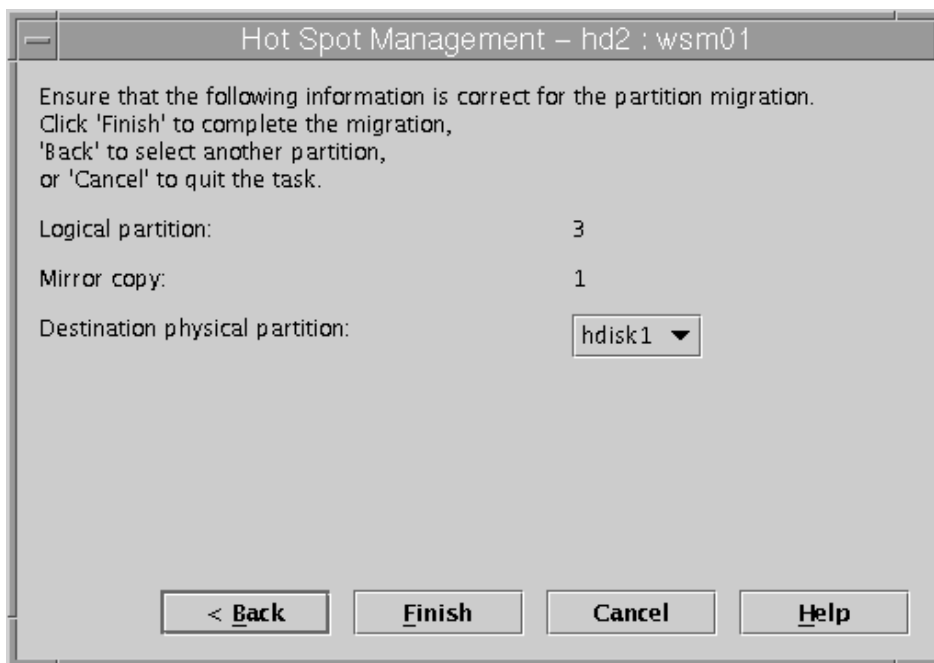 Hot Spot Management – hd2 : wsm01
Ensure that the following information is correct for the partition migration.
Click 'Finish' to complete the migration,
'Back' to select another partition,
or 'Cancel' to quit the task.
Logical partition: 3
Mirror copy: 1
Destination physical partition: hdisk1
< Back Finish Cancel Help